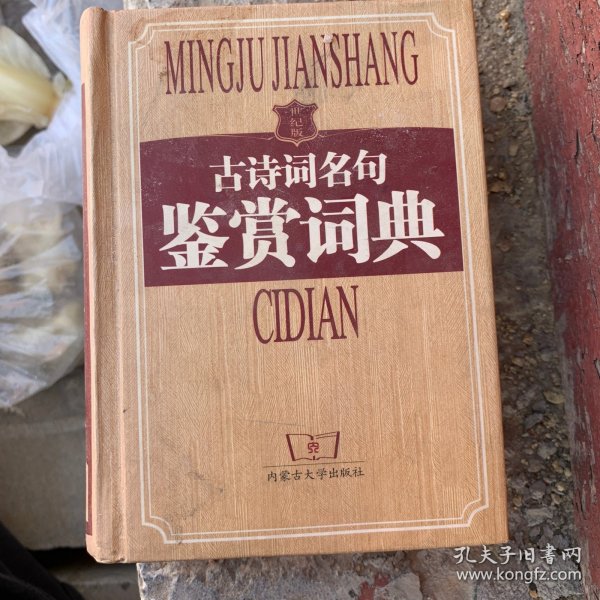 MINGJU JIANSHANG
世纪版
古诗词名句
鉴赏词典
CIDIAN
内蒙古大学出版社
孔夫子旧书网
www.kongfz.com